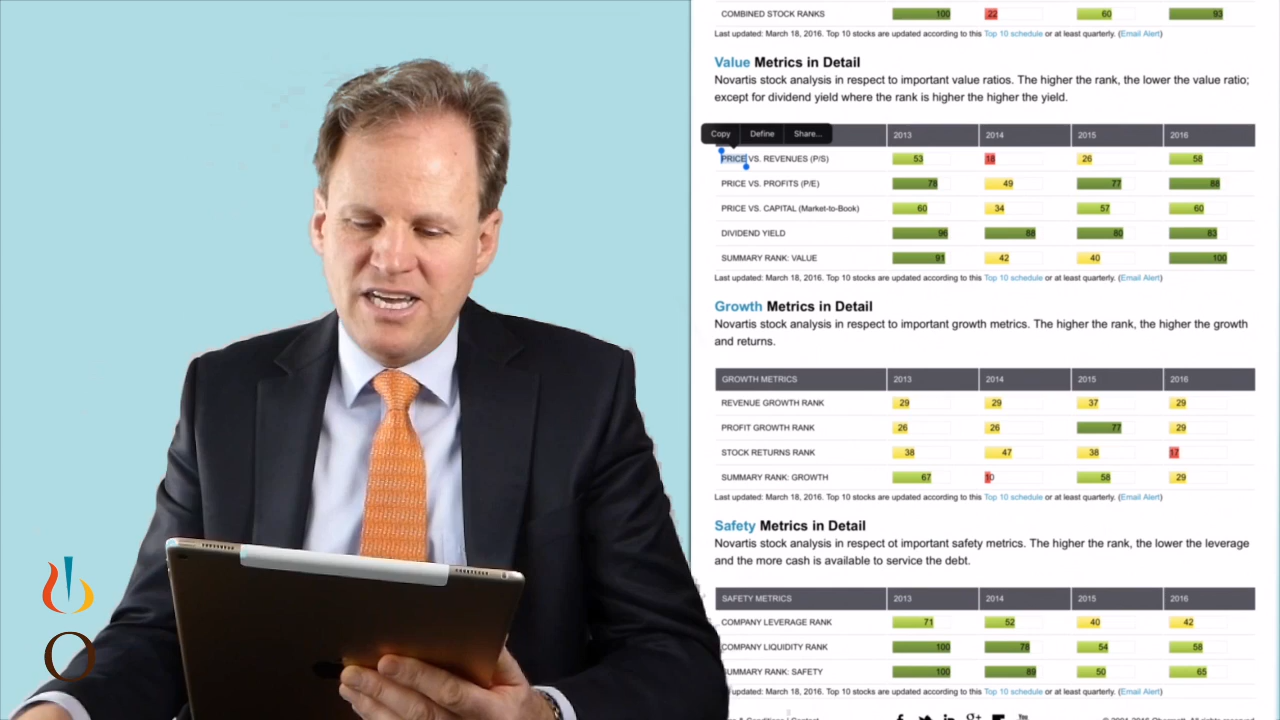 COMBINED STOCK RANKS 100 22 60 93
Last updated: March 18, 2016. Top 10 stocks are updated according to this Top 10 schedule or at least quarterly. (Email Alert)
Value Metrics in Detail
Novartis stock analysis in respect to important value ratios. The higher the rank, the lower the value ratio;
except for dividend yield where the rank is higher the higher the yield.
Copy Define Share... 2013 2014 2015 2016
PRICE VS. REVENUES (P/S) 53 18 26 58
PRICE VS. PROFITS (P/E) 78 49 77 88
PRICE VS. CAPITAL (Market-to-Book) 60 34 57 60
DIVIDEND YIELD 96 88 80 83
SUMMARY RANK: VALUE 91 42 40 100
Last updated: March 18, 2016. Top 10 stocks are updated according to this Top 10 schedule or at least quarterly. (Email Alert)
Growth Metrics in Detail
Novartis stock analysis in respect to important growth metrics. The higher the rank, the higher the growth
and returns.
GROWTH METRICS 2013 2014 2015 2016
REVENUE GROWTH RANK 29 29 37 29
PROFIT GROWTH RANK 26 26 77 29
STOCK RETURNS RANK 38 47 38 17
SUMMARY RANK: GROWTH 67 10 58 29
Last updated: March 18, 2016. Top 10 stocks are updated according to this Top 10 schedule or at least quarterly. (Email Alert)
Safety Metrics in Detail
Novartis stock analysis in respect ot important safety metrics. The higher the rank, the lower the leverage
and the more cash is available to service the debt.
SAFETY METRICS 2013 2014 2015 2016
COMPANY LEVERAGE RANK 71 52 40 42
COMPANY LIQUIDITY RANK 100 78 54 58
SUMMARY RANK: SAFETY 100 89 50 65
updated: March 18, 2016. Top 10 stocks are updated according to this Top 10 schedule or at least quarterly. (Email Alert)